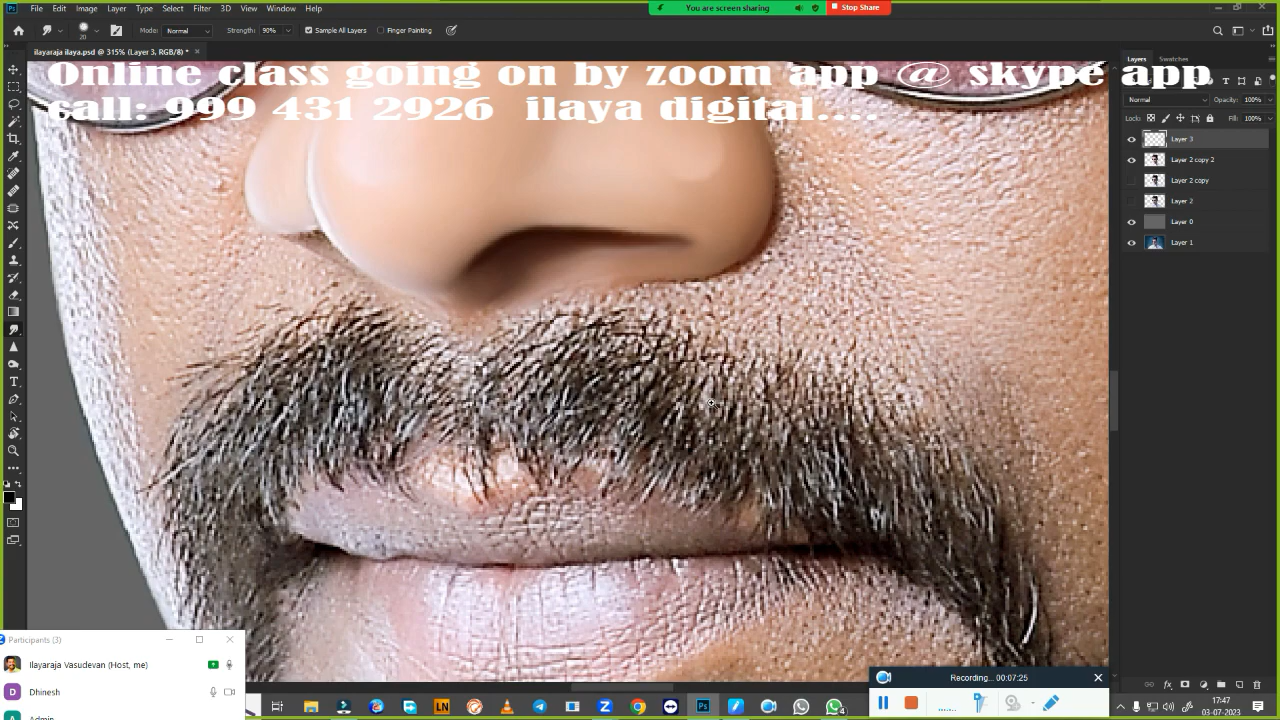 File Edit Image Layer Type Select Filter 3D View Window Help
You are screen sharing
Stop Share
20 Mode: Normal Strength: 90% Sample All Layers Finger Painting
ilayaraja ilaya.psd @ 315% (Layer 3, RGB/8) *
Online class going on by zoom app @ skype app
call: 999 431 2926 ilaya digital....
Layers Swatches
Normal Opacity: 100%
Lock: Fill: 100%
Layer 3
Layer 2 copy 2
Layer 2 copy
Layer 2
Layer 0
Layer 1
Participants (3)
Ilayaraja Vasudevan (Host, me)
D Dhinesh
Admin
Recording... 00:07:25
17:47
03-07-2023